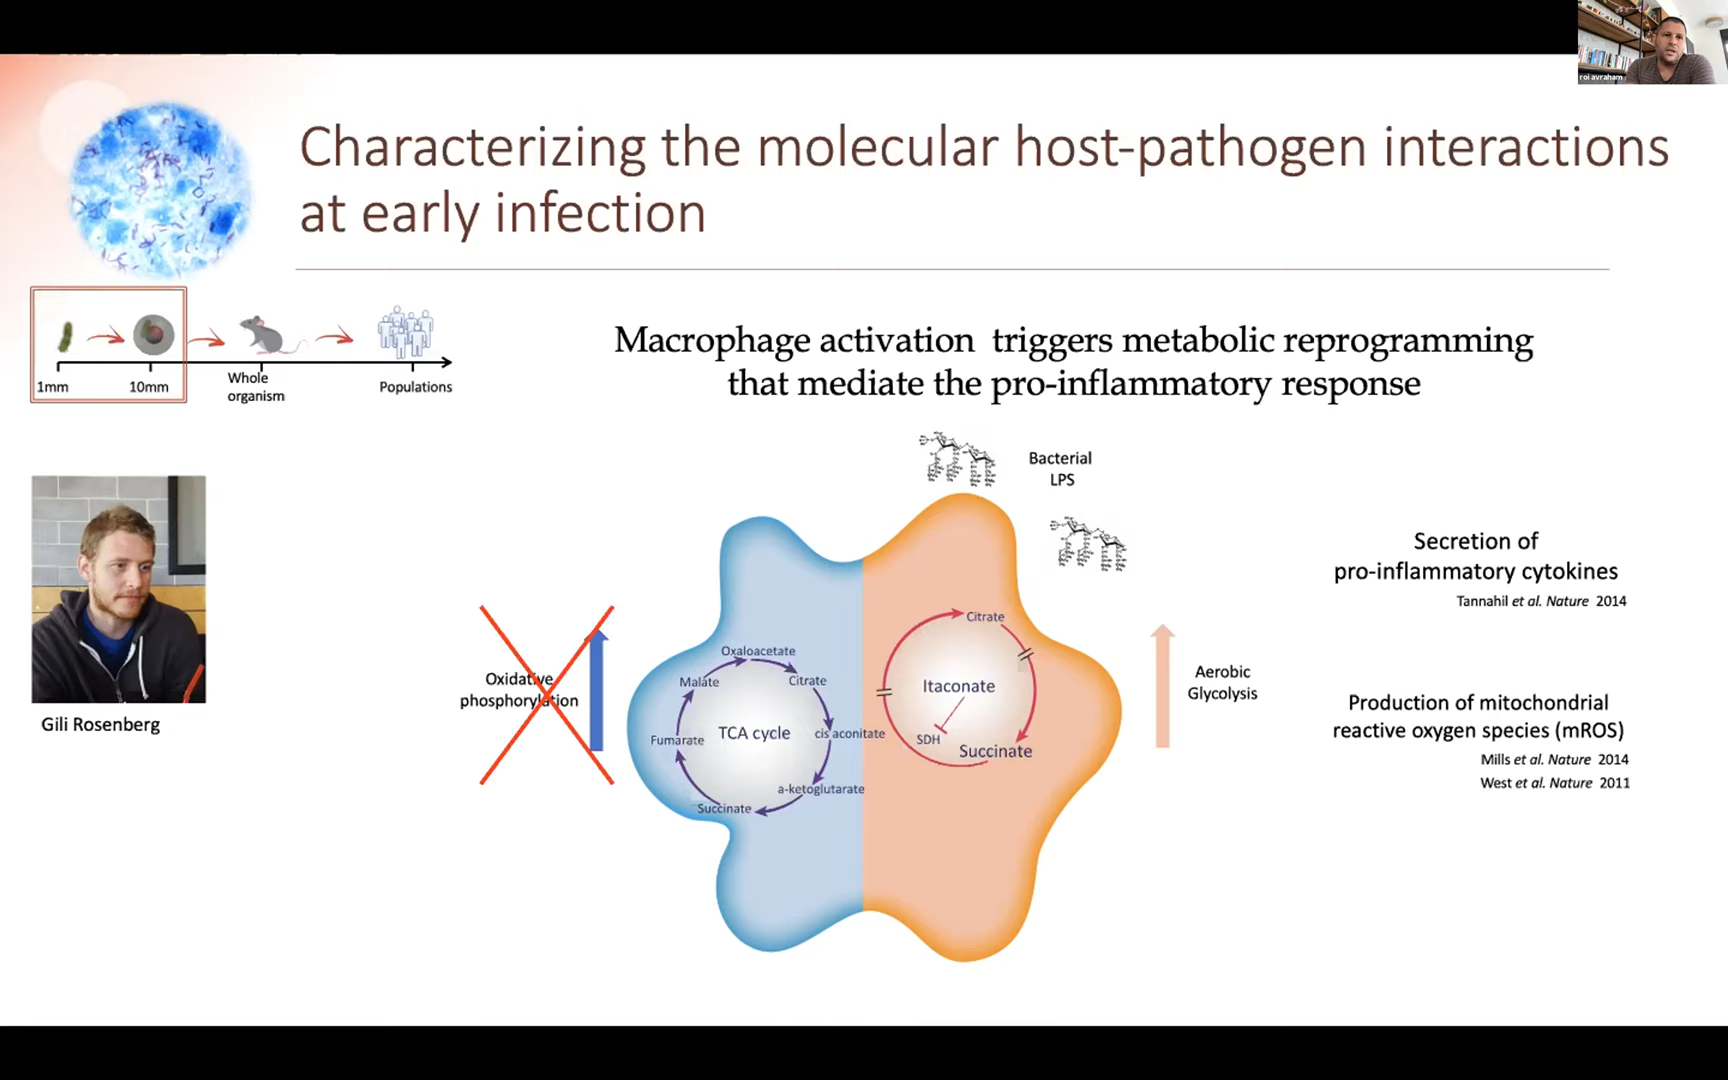 roi avraham
Characterizing the molecular host-pathogen interactions
at early infection
1mm
10mm
Whole
organism
Populations
Macrophage activation triggers metabolic reprogramming
that mediate the pro-inflammatory response
Bacterial
LPS
Gili Rosenberg
Oxidative
phosphorylation
Oxaloacetate
Malate
Citrate
TCA cycle
Fumarate
cis aconitate
a-ketoglutarate
Succinate
Citrate
Itaconate
SDH
Succinate
Aerobic
Glycolysis
Secretion of
pro-inflammatory cytokines
Tannahil et al. Nature 2014
Production of mitochondrial
reactive oxygen species (mROS)
Mills et al. Nature 2014
West et al. Nature 2011